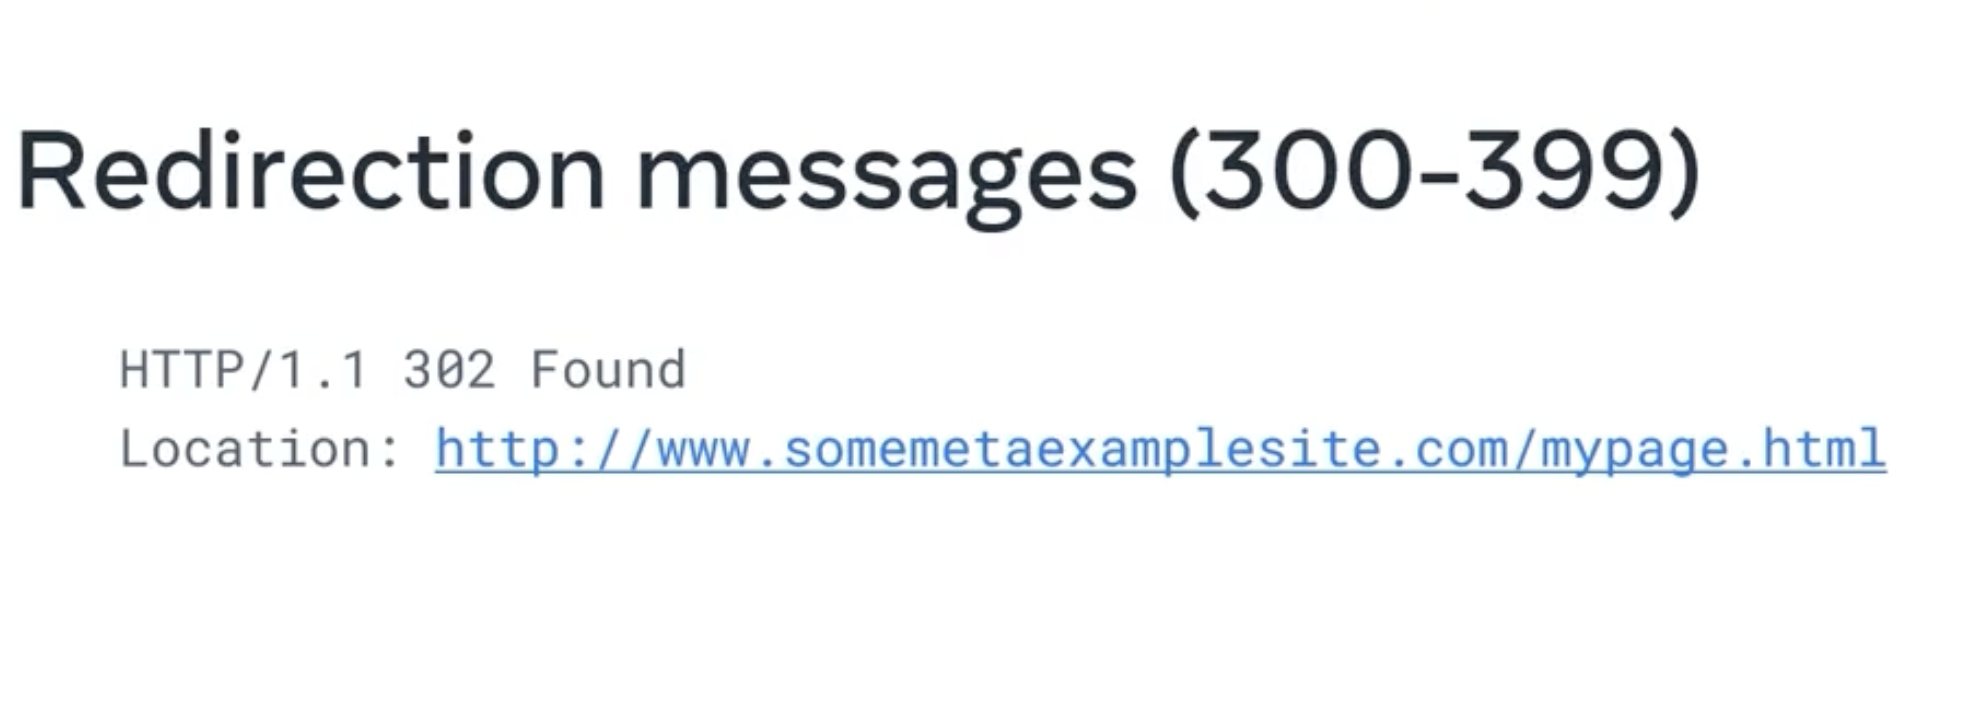 Redirection messages (300-399)
HTTP/1.1 302 Found
Location: http://www.somemetaexamplesite.com/mypage.html